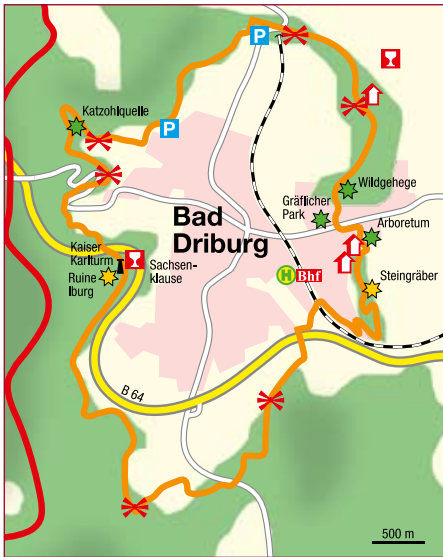 P
Katzohlquelle
P
Wildgehege
Gräflicher
Park
Bad
Driburg
Arboretum
Kaiser
Karlturm
Ruine
Iburg
Sachsen-
klause
H Bhf
Steingräber
B 64
500 m